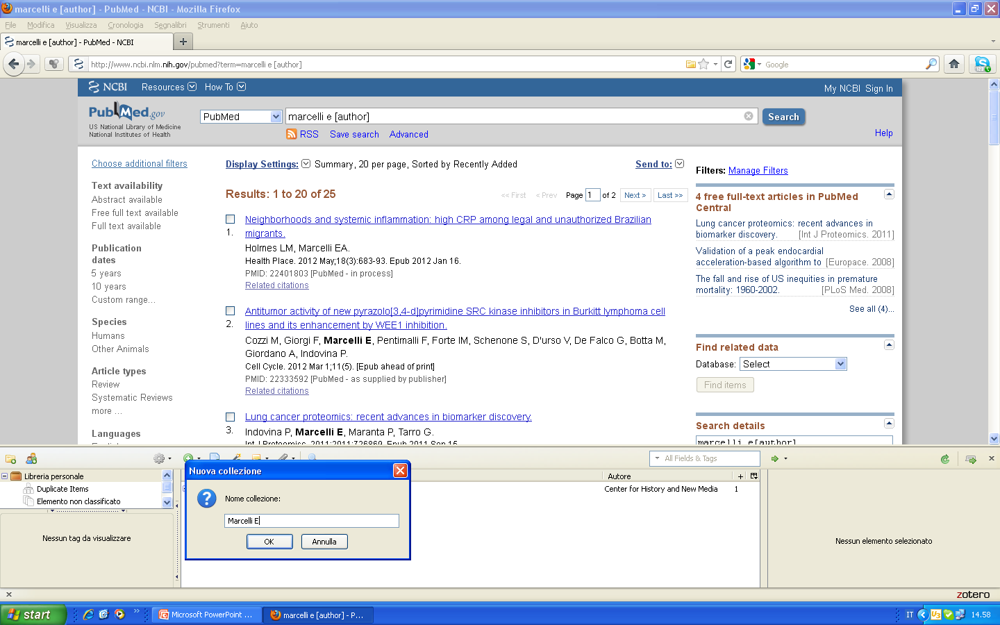 marcelli e [author] - PubMed - NCBI - Mozilla Firefox
File Modifica Visualizza Cronologia Segnalibri Strumenti Aiuto
marcelli e [author] - PubMed - NCBI
http://www.ncbi.nlm.nih.gov/pubmed?term=marcelli e [author]
Google
NCBI Resources How To
My NCBI Sign In
PubMed.gov
US National Library of Medicine
National Institutes of Health
PubMed
marcelli e [author]
Search
RSS Save search Advanced
Help
Choose additional filters
Text availability
Abstract available
Free full text available
Full text available
Publication
dates
5 years
10 years
Custom range...
Species
Humans
Other Animals
Article types
Review
Systematic Reviews
more ...
Languages
Display Settings: Summary, 20 per page, Sorted by Recently Added
Send to:
Results: 1 to 20 of 25
<< First < Prev Page 1 of 2 Next > Last >>
1. Neighborhoods and systemic inflammation: high CRP among legal and unauthorized Brazilian
migrants.
Holmes LM, Marcelli EA.
Health Place. 2012 May;18(3):683-93. Epub 2012 Jan 16.
PMID: 22401803 [PubMed - in process]
Related citations
2. Antitumor activity of new pyrazolo[3,4-d]pyrimidine SRC kinase inhibitors in Burkitt lymphoma cell
lines and its enhancement by WEE1 inhibition.
Cozzi M, Giorgi F, Marcelli E, Pentimalli F, Forte IM, Schenone S, D'urso V, De Falco G, Botta M,
Giordano A, Indovina P.
Cell Cycle. 2012 Mar 1;11(5). [Epub ahead of print]
PMID: 22333592 [PubMed - as supplied by publisher]
Related citations
3. Lung cancer proteomics: recent advances in biomarker discovery.
Indovina P, Marcelli E, Maranta P, Tarro G.
Int J Proteomics. 2011;2011:726869. Epub 2011 Sep 15.
Filters: Manage Filters
4 free full-text articles in PubMed
Central
Lung cancer proteomics: recent advances in
biomarker discovery. [Int J Proteomics. 2011]
Validation of a peak endocardial
acceleration-based algorithm to [Europace. 2008]
The fall and rise of US inequities in premature
mortality: 1960-2002. [PLoS Med. 2008]
See all (4)...
Find related data
Database: Select
Find items
Search details
marcelli e[author]
All Fields & Tags
Libreria personale
Duplicate Items
Elemento non classificato
Nessun tag da visualizzare
Nuova collezione
Nome collezione:
Marcelli E
OK Annulla
Autore +
Center for History and New Media 1
Nessun elemento selezionato
zotero
start
Microsoft PowerPoint ...
marcelli e [author] - P...
IT
14.58